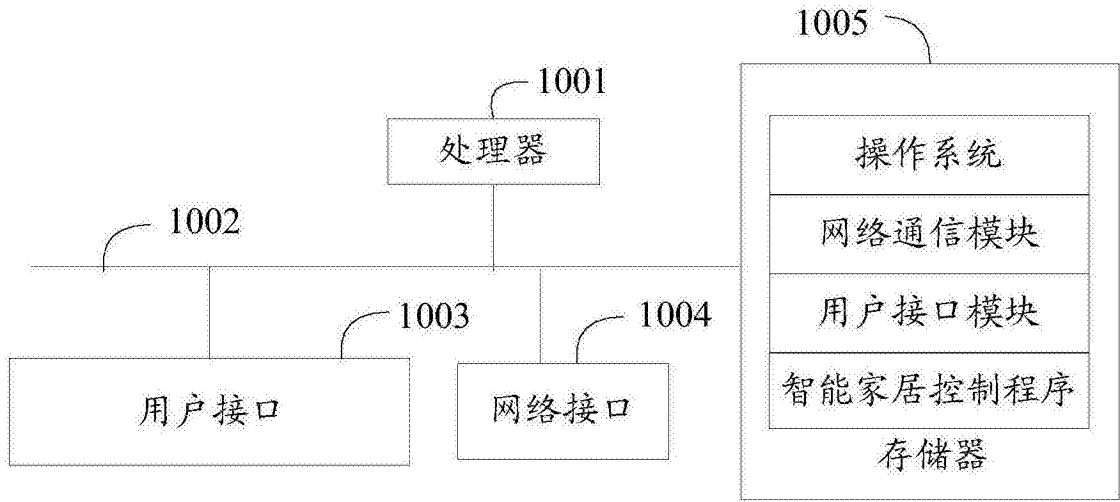 1005
1001
处理器
操作系统
1002
网络通信模块
1003
1004
用户接口模块
用户接口
网络接口
智能家居控制程序
存储器